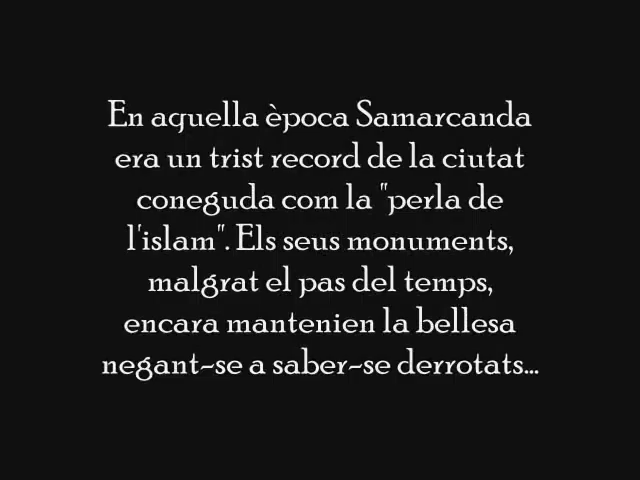 En aquella època Samarcanda
era un trist record de la ciutat
coneguda com la "perla de
l'islam". Els seus monuments,
malgrat el pas del temps,
encara mantenien la bellesa
negant-se a saber-se derrotats...